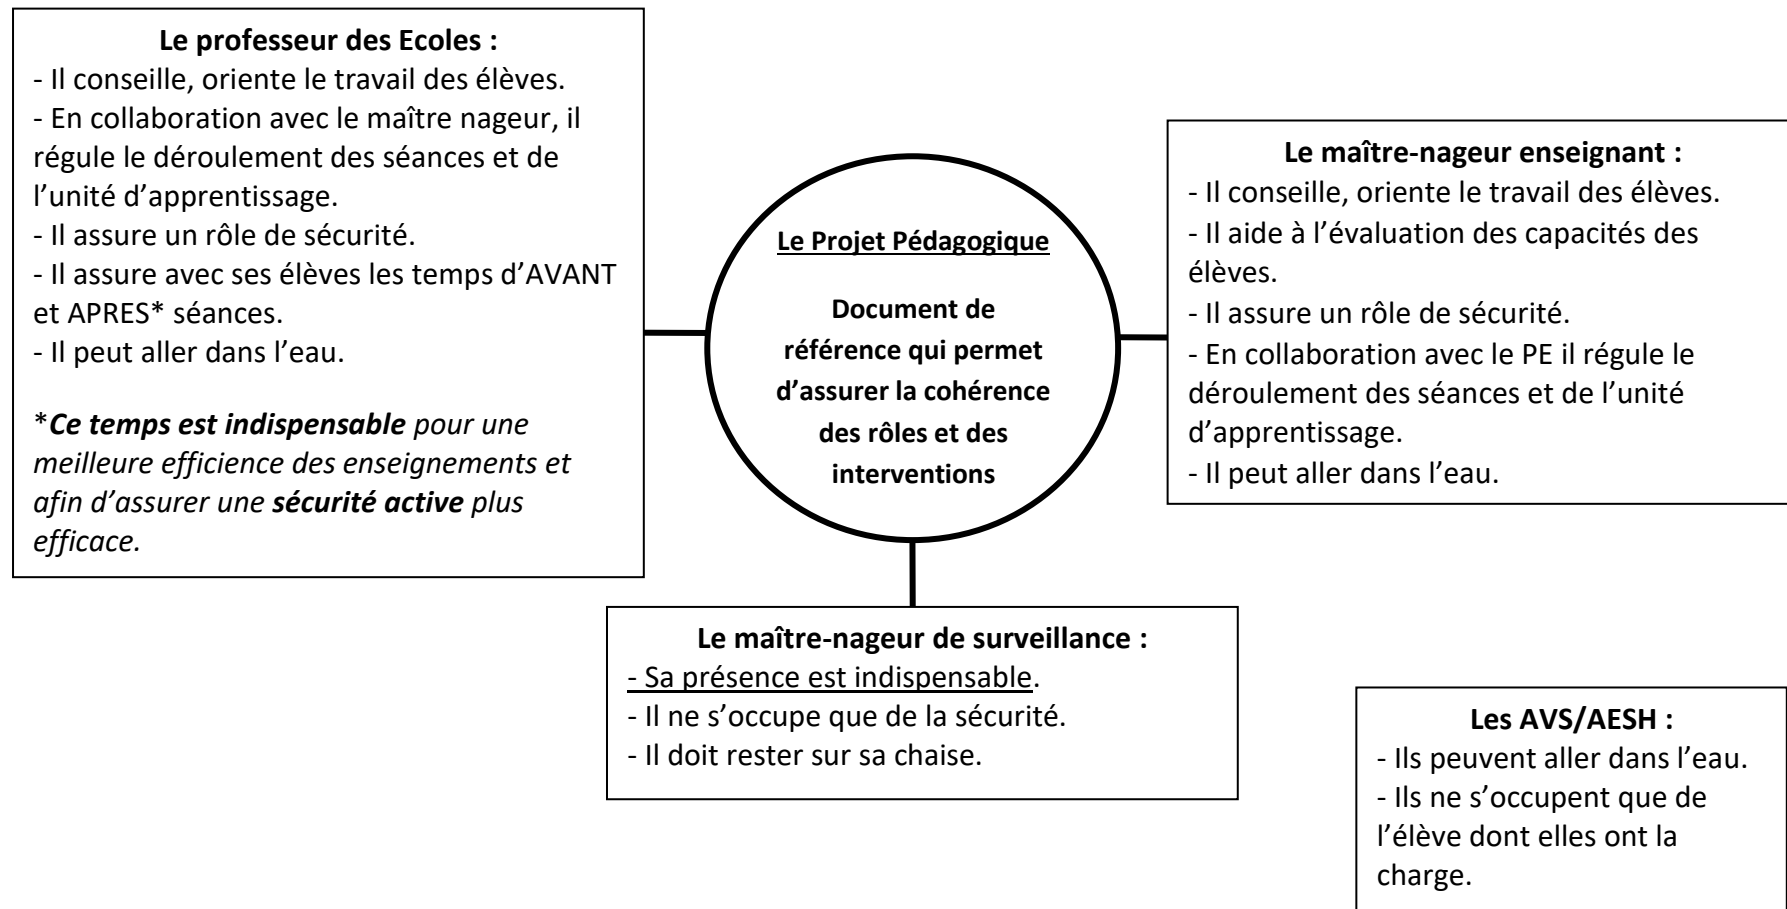 Le professeur des Ecoles :
- Il conseille, oriente le travail des élèves.
- En collaboration avec le maître nageur, il
régule le déroulement des séances et de
l’unité d’apprentissage.
- Il assure un rôle de sécurité.
- Il assure avec ses élèves les temps d’AVANT
et APRES* séances.
- Il peut aller dans l’eau.
*Ce temps est indispensable pour une
meilleure efficience des enseignements et
afin d’assurer une sécurité active plus
efficace.
Le Projet Pédagogique
Document de
référence qui permet
d’assurer la cohérence
des rôles et des
interventions
Le maître-nageur enseignant :
- Il conseille, oriente le travail des élèves.
- Il aide à l’évaluation des capacités des
élèves.
- Il assure un rôle de sécurité.
- En collaboration avec le PE il régule le
déroulement des séances et de l’unité
d’apprentissage.
- Il peut aller dans l’eau.
Le maître-nageur de surveillance :
- Sa présence est indispensable.
- Il ne s’occupe que de la sécurité.
- Il doit rester sur sa chaise.
Les AVS/AESH :
- Ils peuvent aller dans l’eau.
- Ils ne s’occupent que de
l’élève dont elles ont la
charge.